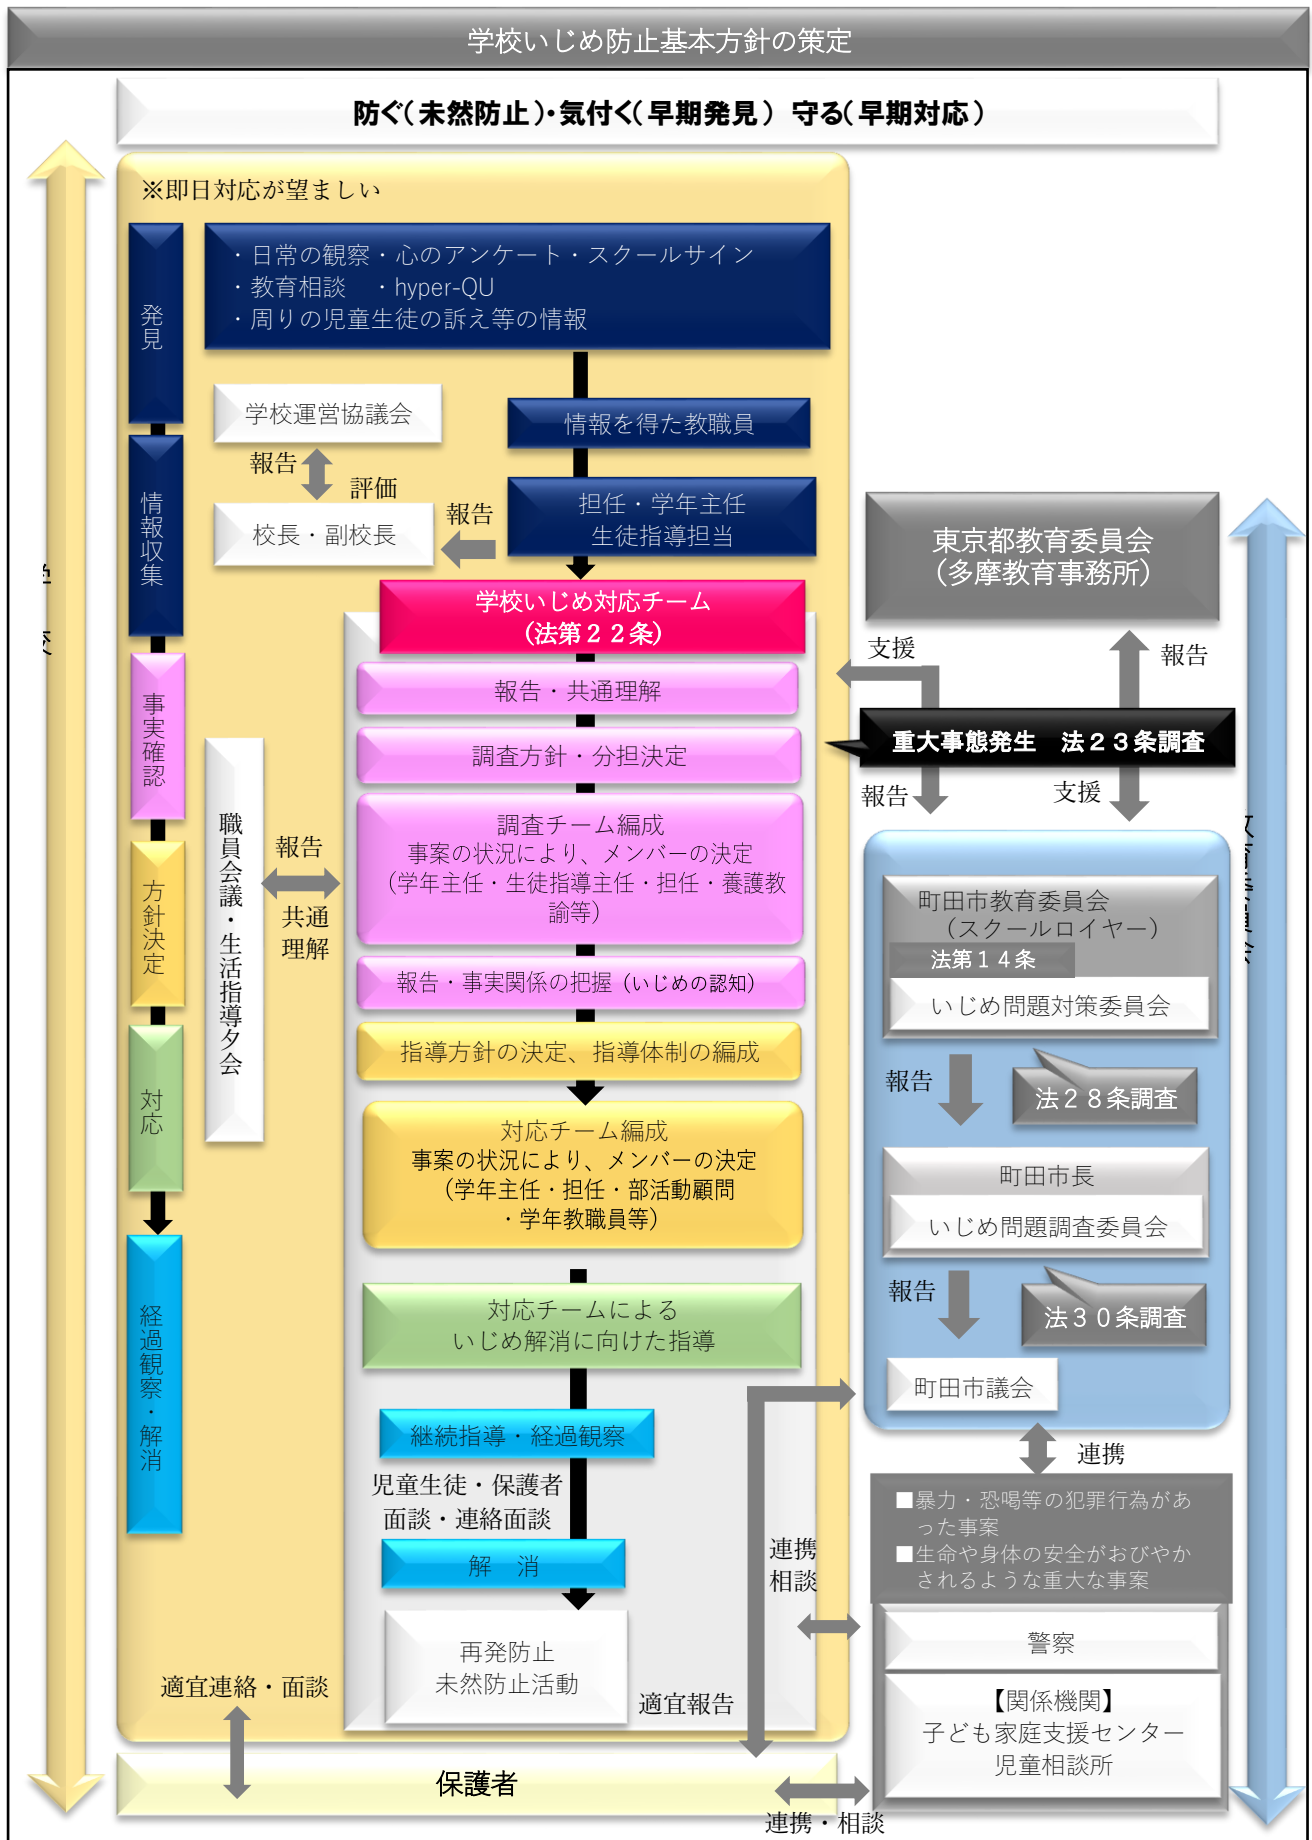 学校いじめ防止基本方針の策定
防ぐ(未然防止)・気付く(早期発見) 守る(早期対応)
※即日対応が望ましい
発見
・日常の観察・心のアンケート・スクールサイン
・教育相談　・hyper-QU
・周りの児童生徒の訴え等の情報
学校運営協議会
情報を得た教職員
報告
評価
情報収集
校長・副校長
報告
担任・学年主任
生徒指導担当
学校いじめ対応チーム
(法第２２条)
事実確認
報告・共通理解
調査方針・分担決定
調査チーム編成
事案の状況により、メンバーの決定
(学年主任・生徒指導主任・担任・養護教
諭等)
職員会議・生活指導夕会
報告
共通
理解
方針決定
報告・事実関係の把握 (いじめの認知)
指導方針の決定、指導体制の編成
対応
対応チーム編成
事案の状況により、メンバーの決定
(学年主任・担任・部活動顧問
・学年教職員等)
対応チームによる
いじめ解消に向けた指導
経過観察・解消
継続指導・経過観察
児童生徒・保護者
面談・連絡面談
解　消
再発防止
未然防止活動
適宜連絡・面談
適宜報告
保護者
東京都教育委員会
(多摩教育事務所)
支援
報告
重大事態発生　法２３条調査
報告
支援
町田市教育委員会
(スクールロイヤー)
法第１４条
いじめ問題対策委員会
報告
法２８条調査
町田市長
いじめ問題調査委員会
報告
法３０条調査
町田市議会
連携
■暴力・恐喝等の犯罪行為があ
った事案
■生命や身体の安全がおびやか
されるような重大な事案
連携
相談
警察
【関係機関】
子ども家庭支援センター
児童相談所
連携・相談